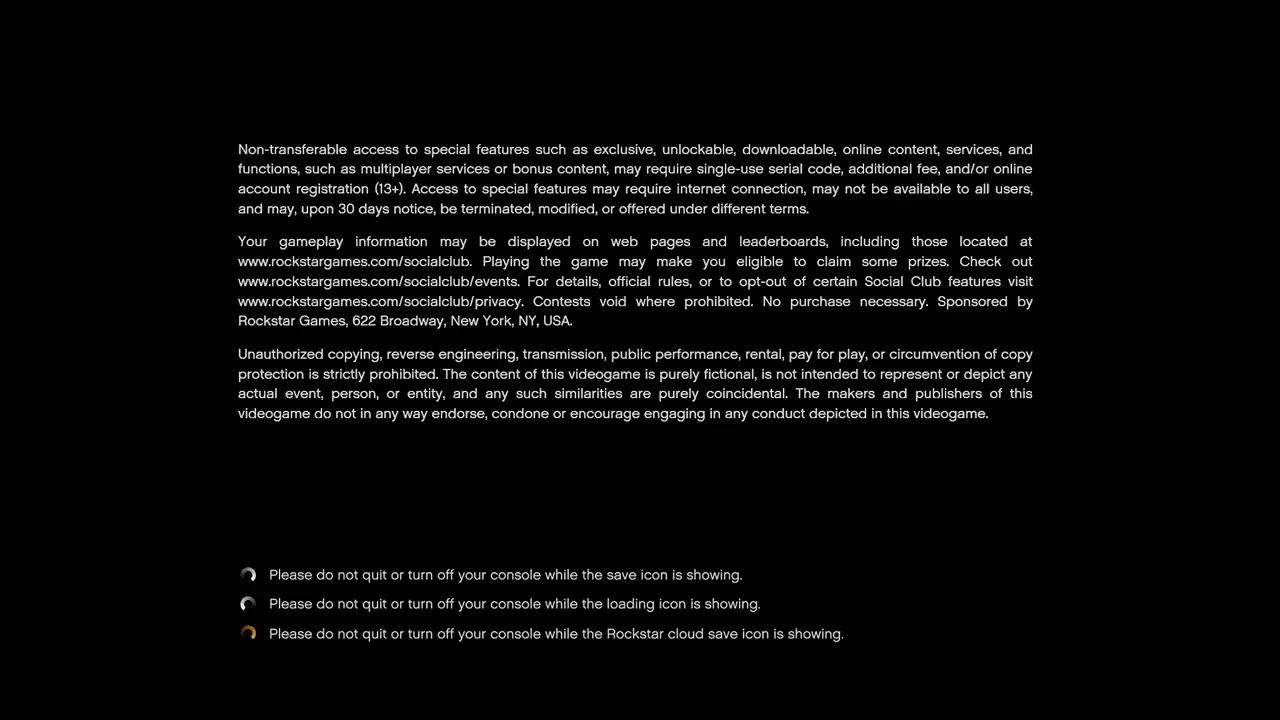 Non-transferable access to special features such as exclusive, unlockable, downloadable, online content, services, and
functions, such as multiplayer services or bonus content, may require single-use serial code, additional fee, and/or online
account registration (13+). Access to special features may require internet connection, may not be available to all users,
and may, upon 30 days notice, be terminated, modified, or offered under different terms.
Your gameplay information may be displayed on web pages and leaderboards, including those located at
www.rockstargames.com/socialclub. Playing the game may make you eligible to claim some prizes. Check out
www.rockstargames.com/socialclub/events. For details, official rules, or to opt-out of certain Social Club features visit
www.rockstargames.com/socialclub/privacy. Contests void where prohibited. No purchase necessary. Sponsored by
Rockstar Games, 622 Broadway, New York, NY, USA.
Unauthorized copying, reverse engineering, transmission, public performance, rental, pay for play, or circumvention of copy
protection is strictly prohibited. The content of this videogame is purely fictional, is not intended to represent or depict any
actual event, person, or entity, and any such similarities are purely coincidental. The makers and publishers of this
videogame do not in any way endorse, condone or encourage engaging in any conduct depicted in this videogame.
Please do not quit or turn off your console while the save icon is showing.
Please do not quit or turn off your console while the loading icon is showing.
Please do not quit or turn off your console while the Rockstar cloud save icon is showing.